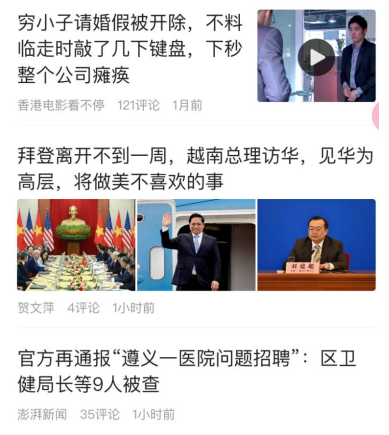 穷小子请婚假被开除，不料
临走时敲了几下键盘，下秒
整个公司瘫痪
香港电影看不停 121评论 1月前
拜登离开不到一周，越南总理访华，见华为
高层，将做美不喜欢的事
贺文萍 4评论 1小时前
官方再通报“遵义一医院问题招聘”：区卫
健局长等9人被查
澎湃新闻 35评论 1小时前